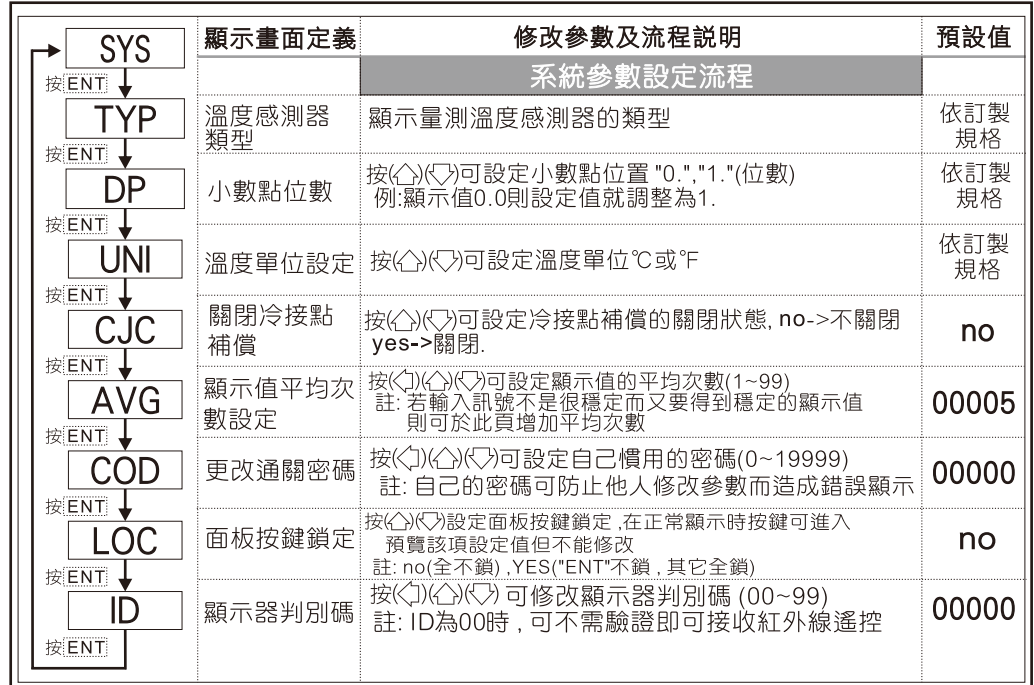 顯示畫面定義 修改參數及流程說明 預設值
SYS
系統參數設定流程
按ENT
TYP
溫度感測器
類型
顯示量測溫度感測器的類型
依訂製
規格
按ENT
DP
小數點位數
按(⇧)(⇩)可設定小數點位置 "0.","1."(位數)
例:顯示值0.0則設定值就調整為1.
依訂製
規格
按ENT
UNI
溫度單位設定
按(⇧)(⇩)可設定溫度單位℃或℉
依訂製
規格
按ENT
CJC
關閉冷接點
補償
按(⇧)(⇩)可設定冷接點補償的關閉狀態, no->不關閉
yes->關閉.
no
按ENT
AVG
顯示值平均次
數設定
按(⇦)(⇧)(⇩)可設定顯示值的平均次數(1~99)
註: 若輸入訊號不是很穩定而又要得到穩定的顯示值
則可於此頁增加平均次數
00005
按ENT
COD
更改通關密碼
按(⇦)(⇧)(⇩)可設定自己慣用的密碼(0~19999)
註: 自己的密碼可防止他人修改參數而造成錯誤顯示
00000
按ENT
LOC
面板按鍵鎖定
按(⇧)(⇩)設定面板按鍵鎖定 ,在正常顯示時按鍵可進入
預覽該項設定值但不能修改
註: no(全不鎖) ,YES("ENT"不鎖 , 其它全鎖)
no
按ENT
ID
顯示器判別碼
按(⇦)(⇧)(⇩) 可修改顯示器判別碼 (00~99)
註: ID為00時 , 可不需驗證即可接收紅外線遙控
00000
按ENT